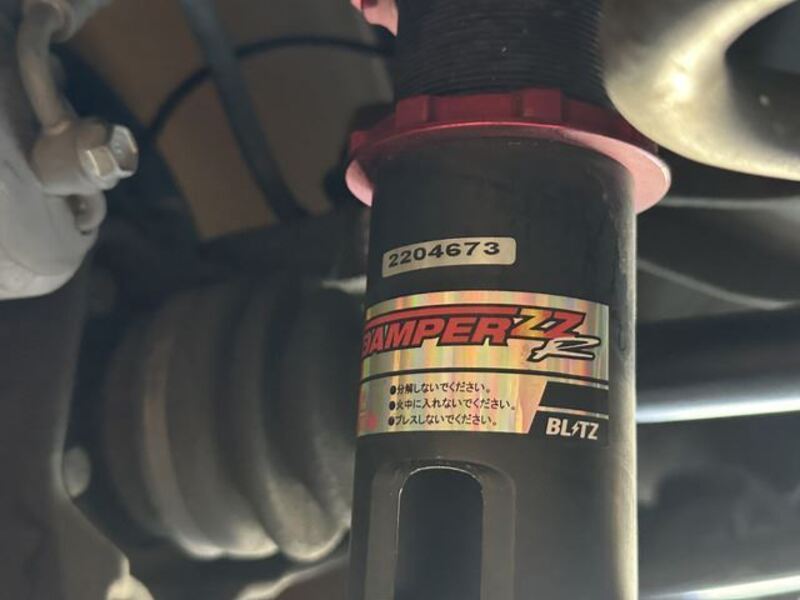 2204673
DAMPER ZZ R
●分解しないでください。
●火中に入れないでください。
●プレスしないでください。
BLITZ